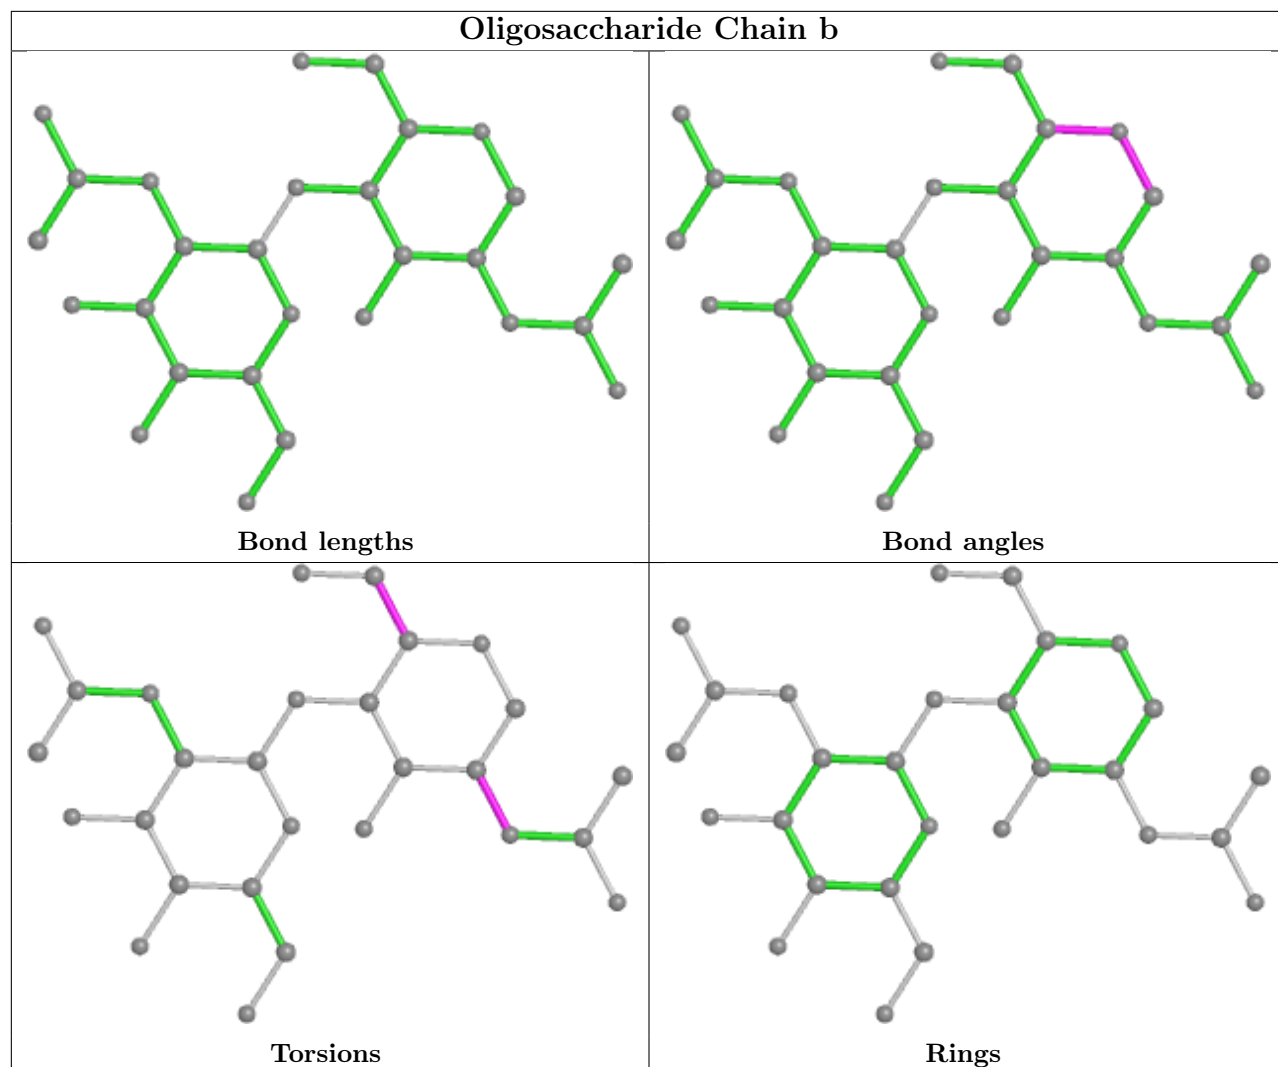 Oligosaccharide Chain b
Bond lengths
Bond angles
Torsions
Rings